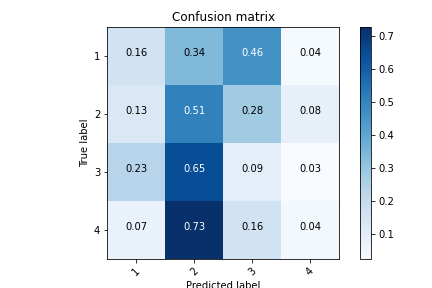 Confusion matrix
1 0.16 0.34 0.46 0.04
2 0.13 0.51 0.28 0.08
3 0.23 0.65 0.09 0.03
4 0.07 0.73 0.16 0.04
1 2 3 4
True label
Predicted label
0.7
0.6
0.5
0.4
0.3
0.2
0.1